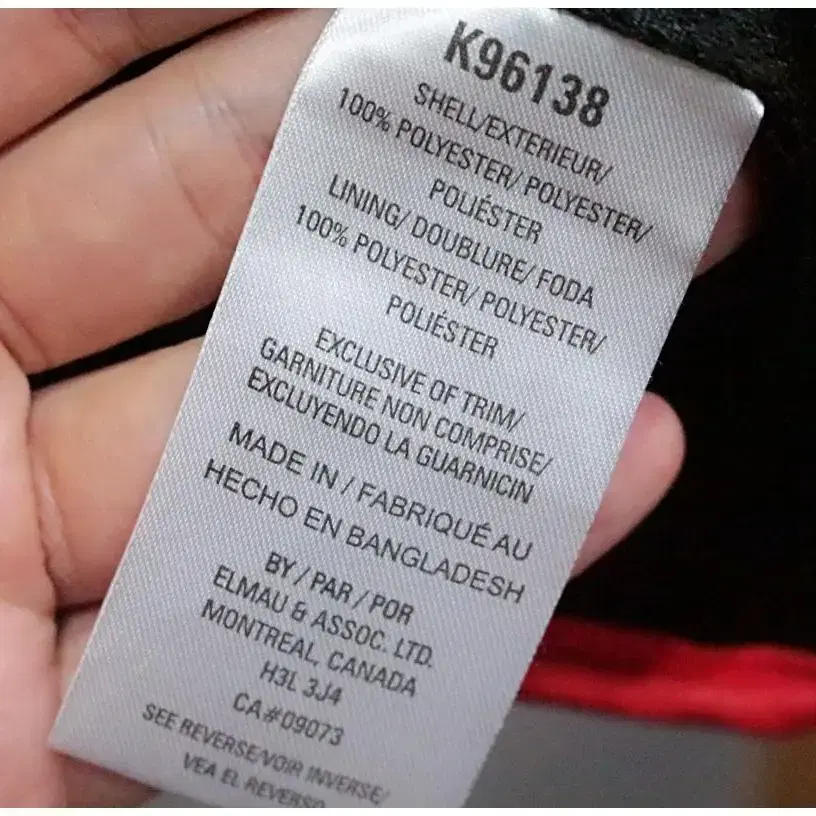 K96138
SHELL/EXTERIEUR/
100% POLYESTER/ POLYESTER/
POLIÉSTER
LINING/ DOUBLURE/ FODA
100% POLYESTER/ POLYESTER/
POLIÉSTER
EXCLUSIVE OF TRIM/
GARNITURE NON COMPRISE/
EXCLUYENDO LA GUARNICIN
MADE IN / FABRIQUÉ AU
HECHO EN BANGLADESH
BY / PAR / POR
ELMAU & ASSOC. LTD.
MONTREAL, CANADA
H3L 3J4
CA#09073
SEE REVERSE/VOIR INVERSE/
VEA EL REVERSO